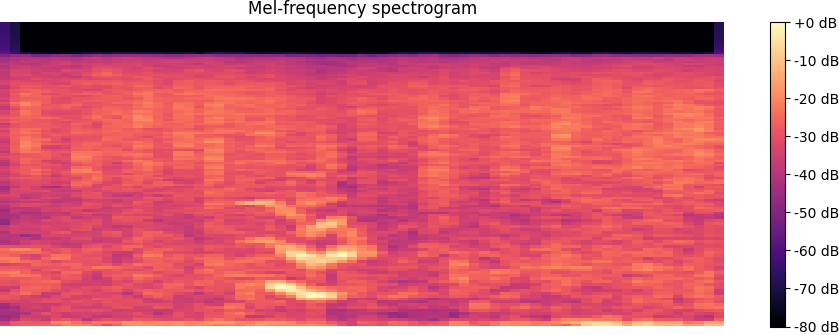 Mel-frequency spectrogram
+0 dB
-10 dB
-20 dB
-30 dB
-40 dB
-50 dB
-60 dB
-70 dB
-80 dB